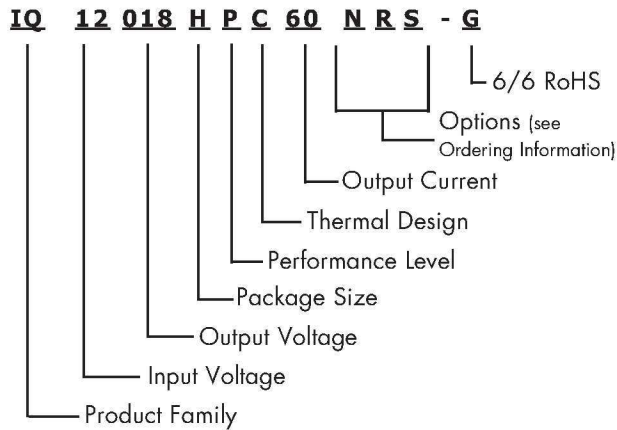 IQ 12 018 H P C 60 N R S - G
6/6 RoHS
Options (see
Ordering Information)
Output Current
Thermal Design
Performance Level
Package Size
Output Voltage
Input Voltage
Product Family